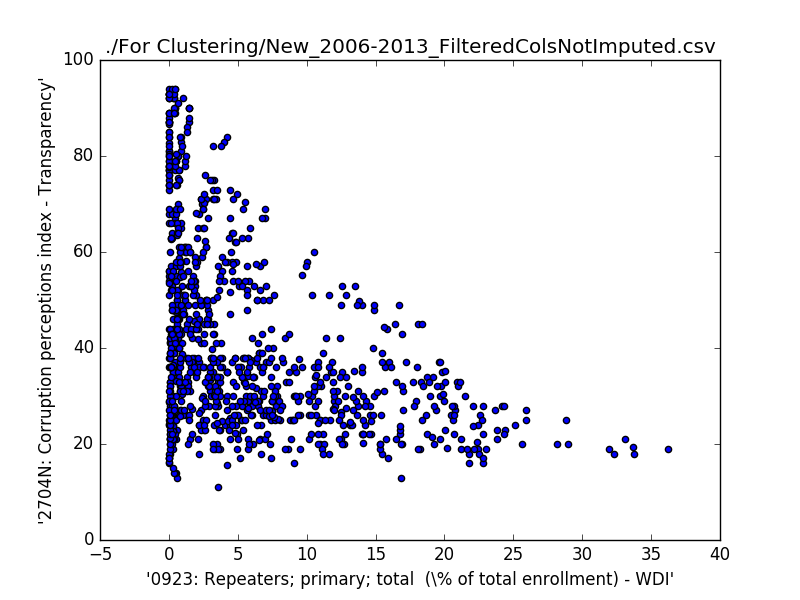 ./For Clustering/New_2006-2013_FilteredColsNotImputed.csv
100
80
60
40
20
0
'2704N: Corruption perceptions index - Transparency'
−5 0 5 10 15 20 25 30 35 40
'0923: Repeaters; primary; total (\% of total enrollment) - WDI'